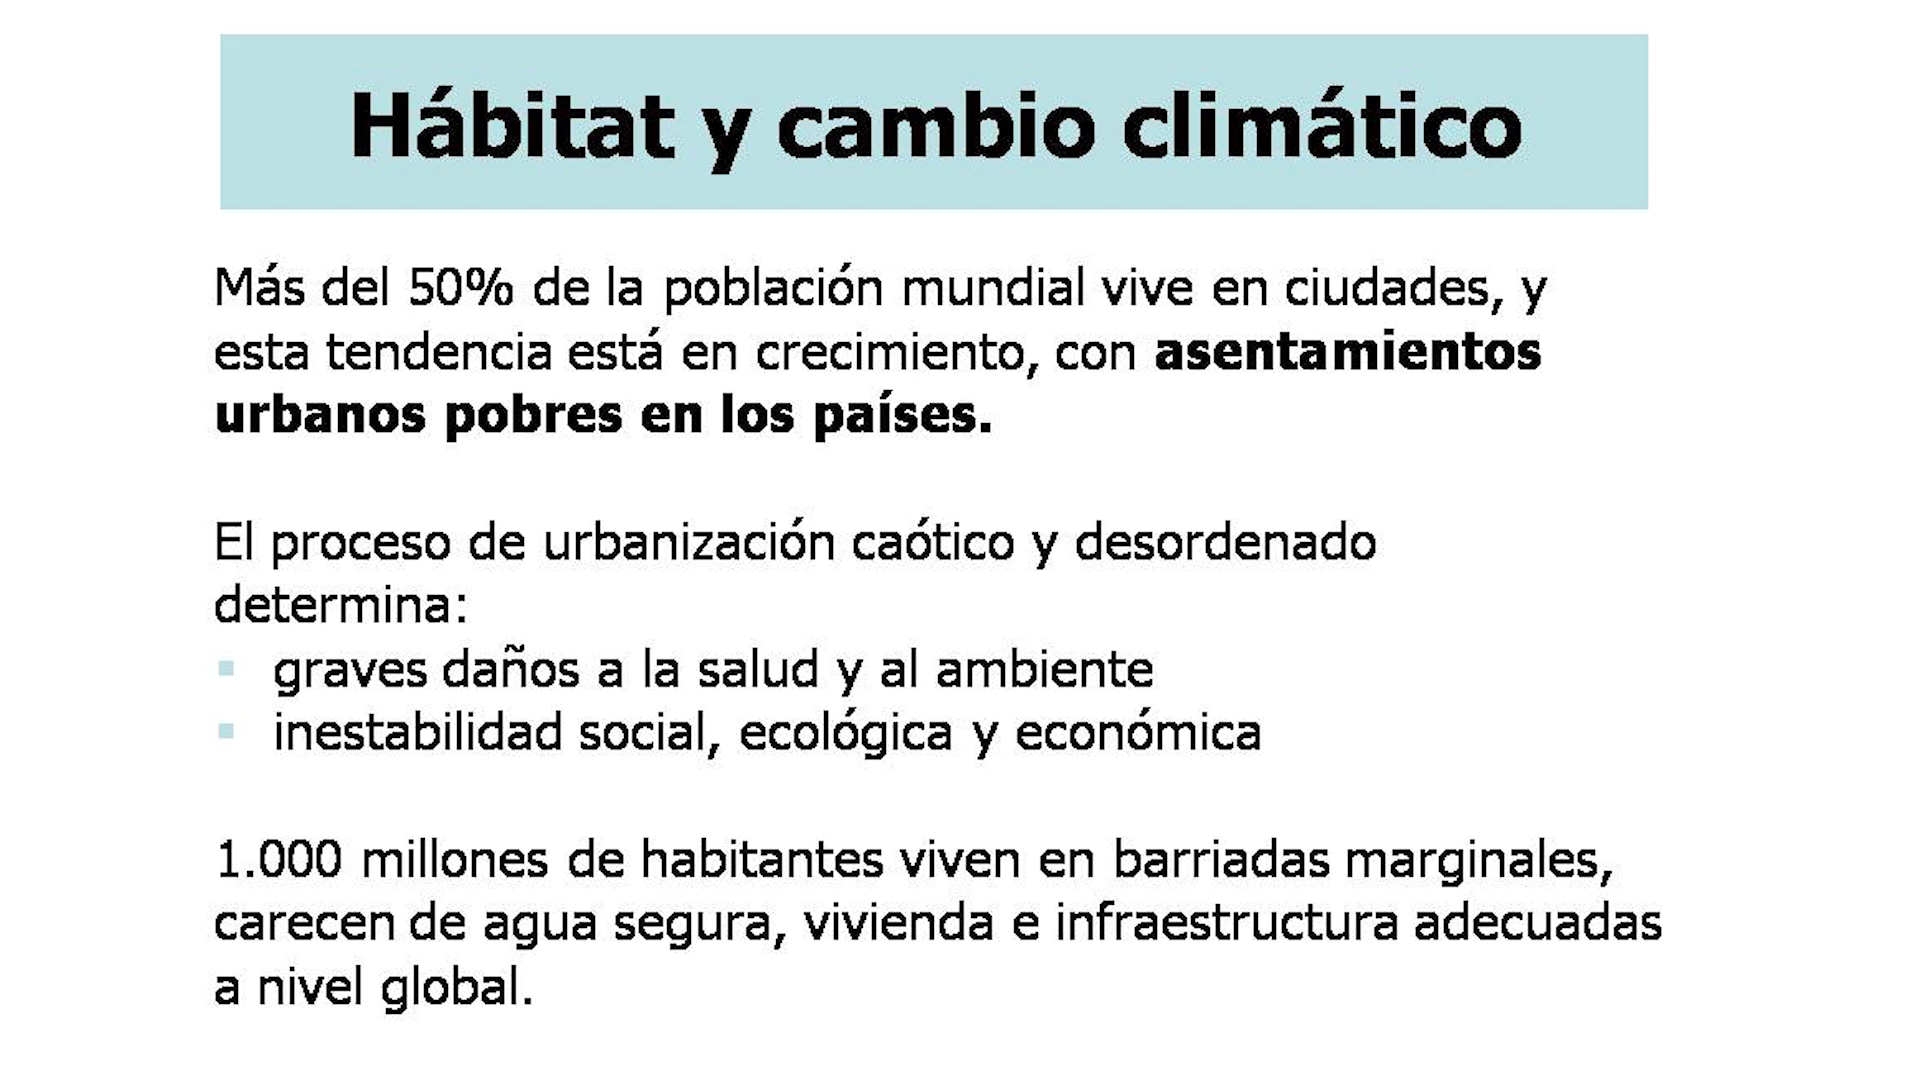 Hábitat y cambio climático
Más del 50% de la población mundial vive en ciudades, y
esta tendencia está en crecimiento, con asentamientos
urbanos pobres en los países.
El proceso de urbanización caótico y desordenado
determina:
▪ graves daños a la salud y al ambiente
▪ inestabilidad social, ecológica y económica
1.000 millones de habitantes viven en barriadas marginales,
carecen de agua segura, vivienda e infraestructura adecuadas
a nivel global.